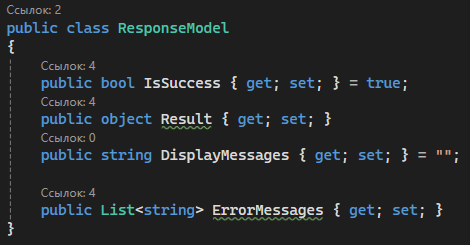 Ссылок: 2
public class ResponseModel
{
Ссылок: 4
public bool IsSuccess { get; set; } = true;
Ссылок: 4
public object Result { get; set; }
Ссылок: 0
public string DisplayMessages { get; set; } = "";
Ссылок: 4
public List<string> ErrorMessages { get; set; }
}